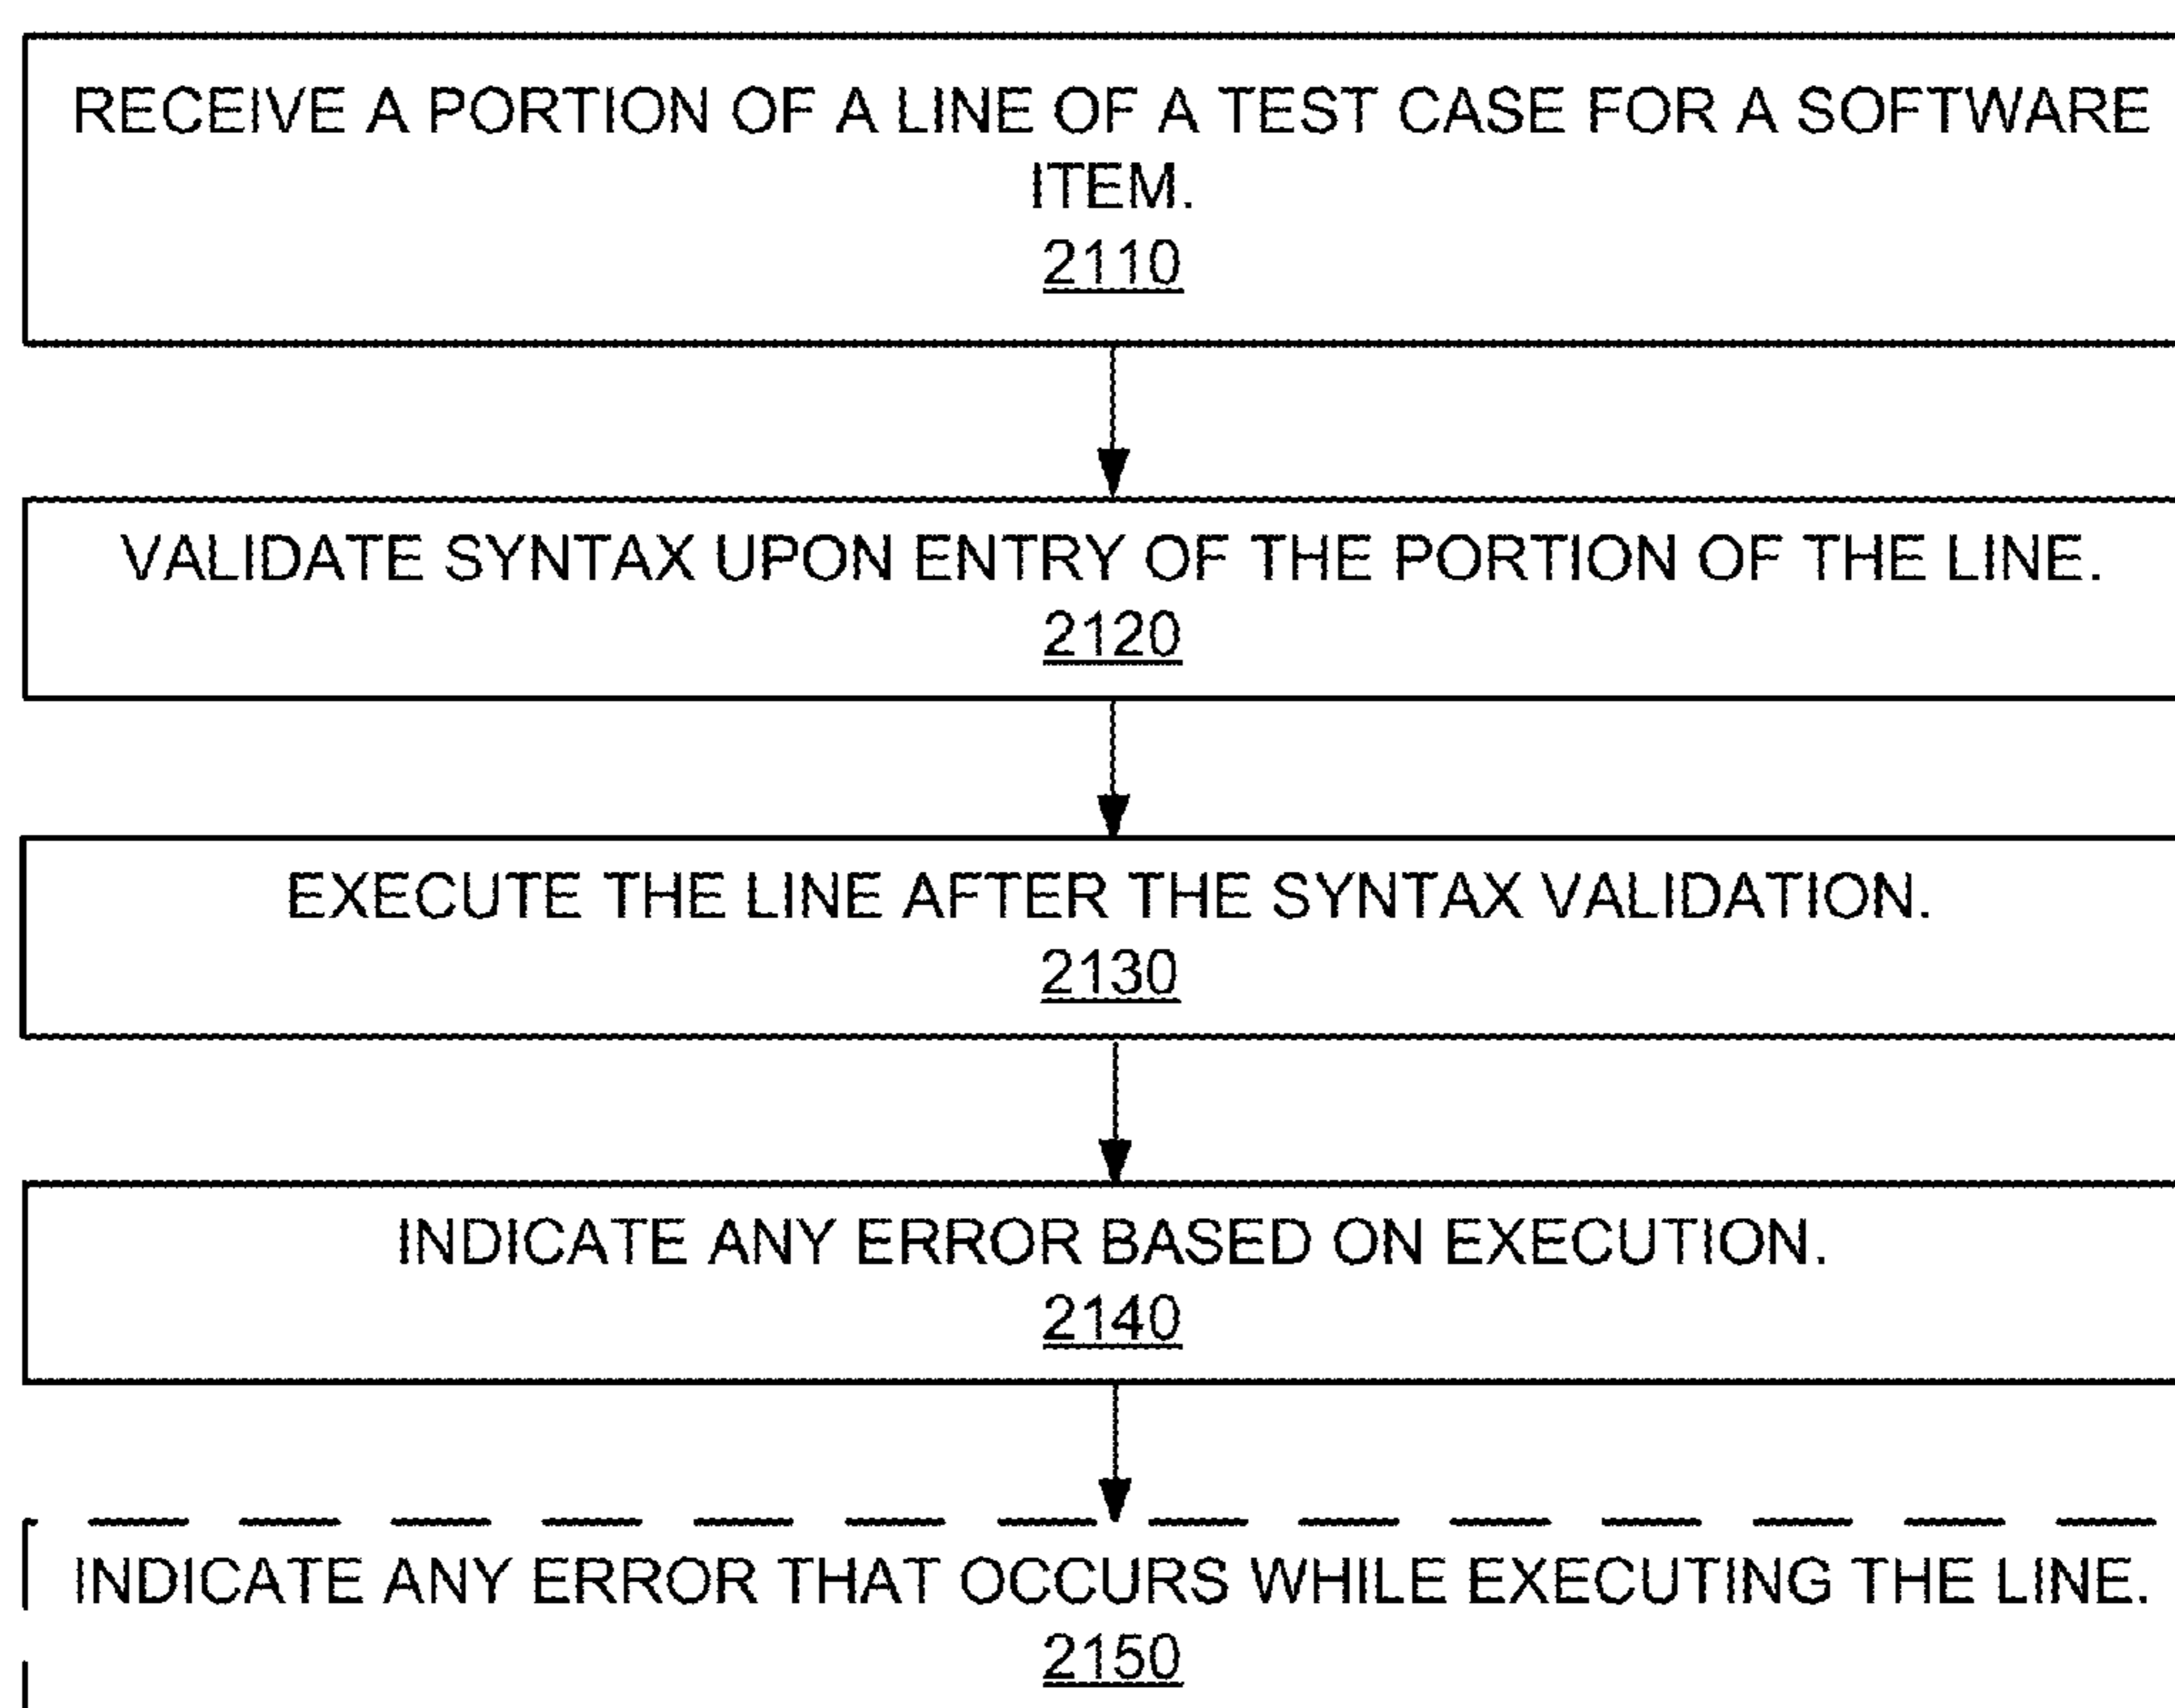 RECEIVE A PORTION OF A LINE OF A TEST CASE FOR A SOFTWARE
ITEM.
2110
VALIDATE SYNTAX UPON ENTRY OF THE PORTION OF THE LINE.
2120
EXECUTE THE LINE AFTER THE SYNTAX VALIDATION.
2130
INDICATE ANY ERROR BASED ON EXECUTION.
2140
INDICATE ANY ERROR THAT OCCURS WHILE EXECUTING THE LINE.
2150